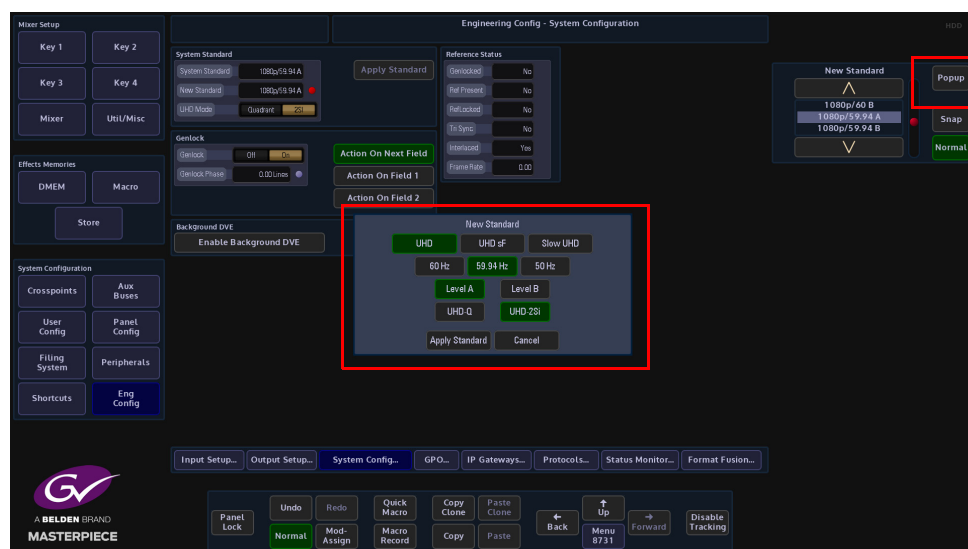 Mixer Setup
Key 1
Key 2
Key 3
Key 4
Mixer
Util/Misc
Effects Memories
DMEM
Macro
Store
System Configuration
Crosspoints
Aux
Buses
User
Config
Panel
Config
Filing
System
Peripherals
Shortcuts
Eng
Config
GV
A BELDEN BRAND
MASTERPIECE
Engineering Config - System Configuration
HDD
System Standard
System Standard 1080p/59.94 A
New Standard 1080p/59.94 A
UHD Mode Quadrant 2SI
Apply Standard
Genlock
Genlock Off On
Genlock Phase 0.00 Lines
Action On Next Field
Action On Field 1
Action On Field 2
Background DVE
Enable Background DVE
Reference Status
Genlocked No
Ref Present No
RefLocked No
Tri Sync No
Interlaced Yes
Frame Rate 0.00
New Standard
1080p/60 B
1080p/59.94 A
1080p/59.94 B
Popup
Snap
Normal
New Standard
UHD UHD sF Slow UHD
60 Hz 59.94 Hz 50 Hz
Level A Level B
UHD-Q UHD-2Si
Apply Standard Cancel
Input Setup... Output Setup... System Config... GPO... IP Gateways... Protocols... Status Monitor... Format Fusion...
Panel
Lock
Undo
Redo
Quick
Macro
Copy
Clone
Paste
Clone
Normal
Mod-
Assign
Macro
Record
Copy
Paste
Back
Up
Menu
8731
Forward
Disable
Tracking